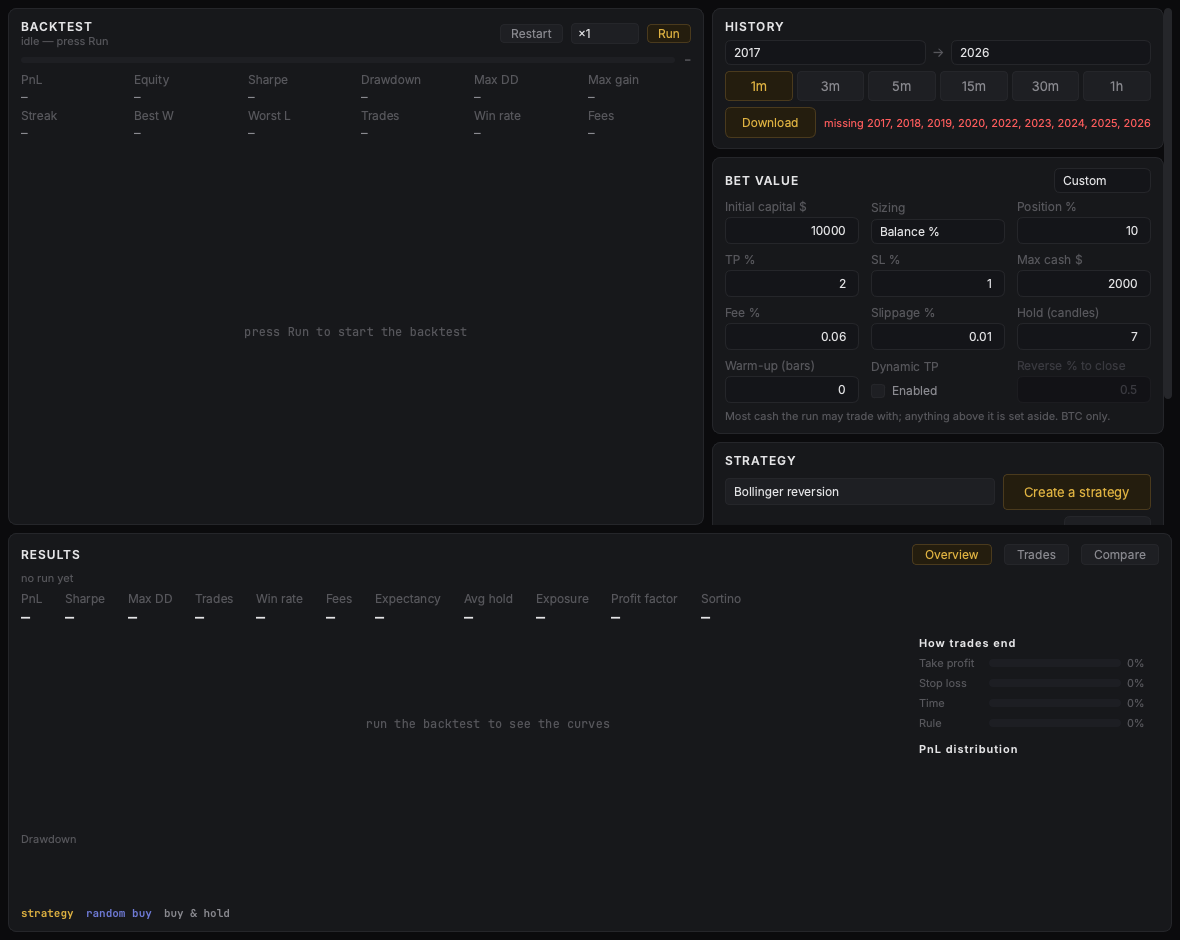 BACKTEST
idle — press Run
Restart
×1
Run
–
PnL Equity Sharpe Drawdown Max DD Max gain
– – – – – –
Streak Best W Worst L Trades Win rate Fees
– – – – – –
press Run to start the backtest
HISTORY
2017 → 2026
1m 3m 5m 15m 30m 1h
Download missing 2017, 2018, 2019, 2020, 2022, 2023, 2024, 2025, 2026
BET VALUE Custom
Initial capital $ Sizing Position %
10000 Balance % 10
TP % SL % Max cash $
2 1 2000
Fee % Slippage % Hold (candles)
0.06 0.01 7
Warm-up (bars) Dynamic TP Reverse % to close
0 Enabled 0.5
Most cash the run may trade with; anything above it is set aside. BTC only.
STRATEGY
Bollinger reversion Create a strategy
RESULTS Overview Trades Compare
no run yet
PnL Sharpe Max DD Trades Win rate Fees Expectancy Avg hold Exposure Profit factor Sortino
– – – – – – – – – – –
run the backtest to see the curves
How trades end
Take profit 0%
Stop loss 0%
Time 0%
Rule 0%
PnL distribution
Drawdown
strategy random buy buy & hold